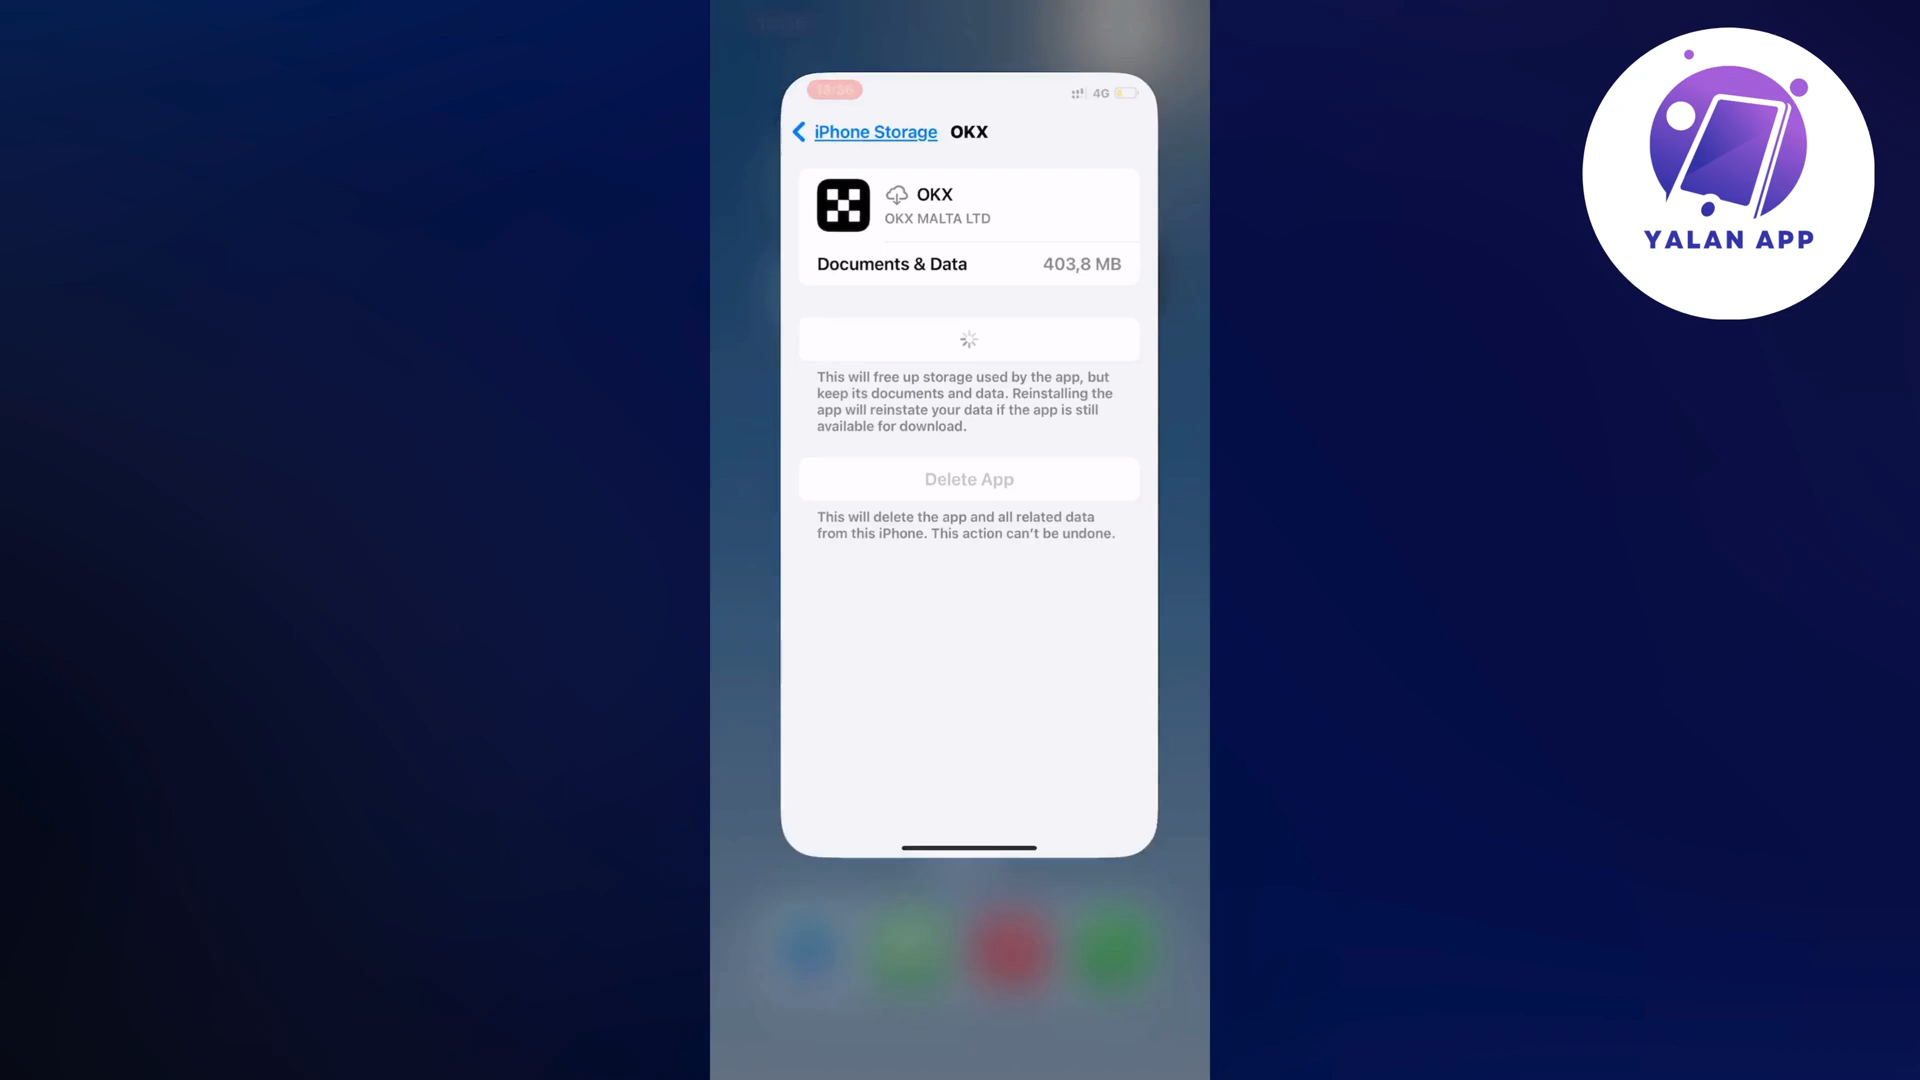 18:36
4G
iPhone Storage OKX
OKX
OKX MALTA LTD
Documents & Data 403,8 MB
This will free up storage used by the app, but
keep its documents and data. Reinstalling the
app will reinstate your data if the app is still
available for download.
Delete App
This will delete the app and all related data
from this iPhone. This action can’t be undone.
YALAN APP